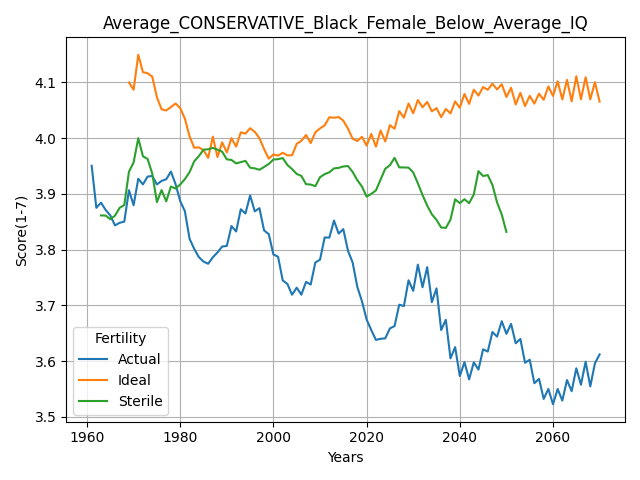 Average_CONSERVATIVE_Black_Female_Below_Average_IQ
Score(1-7)
4.1
4.0
3.9
3.8
3.7
3.6
3.5
Fertility
Actual
Ideal
Sterile
1960 1980 2000 2020 2040 2060
Years